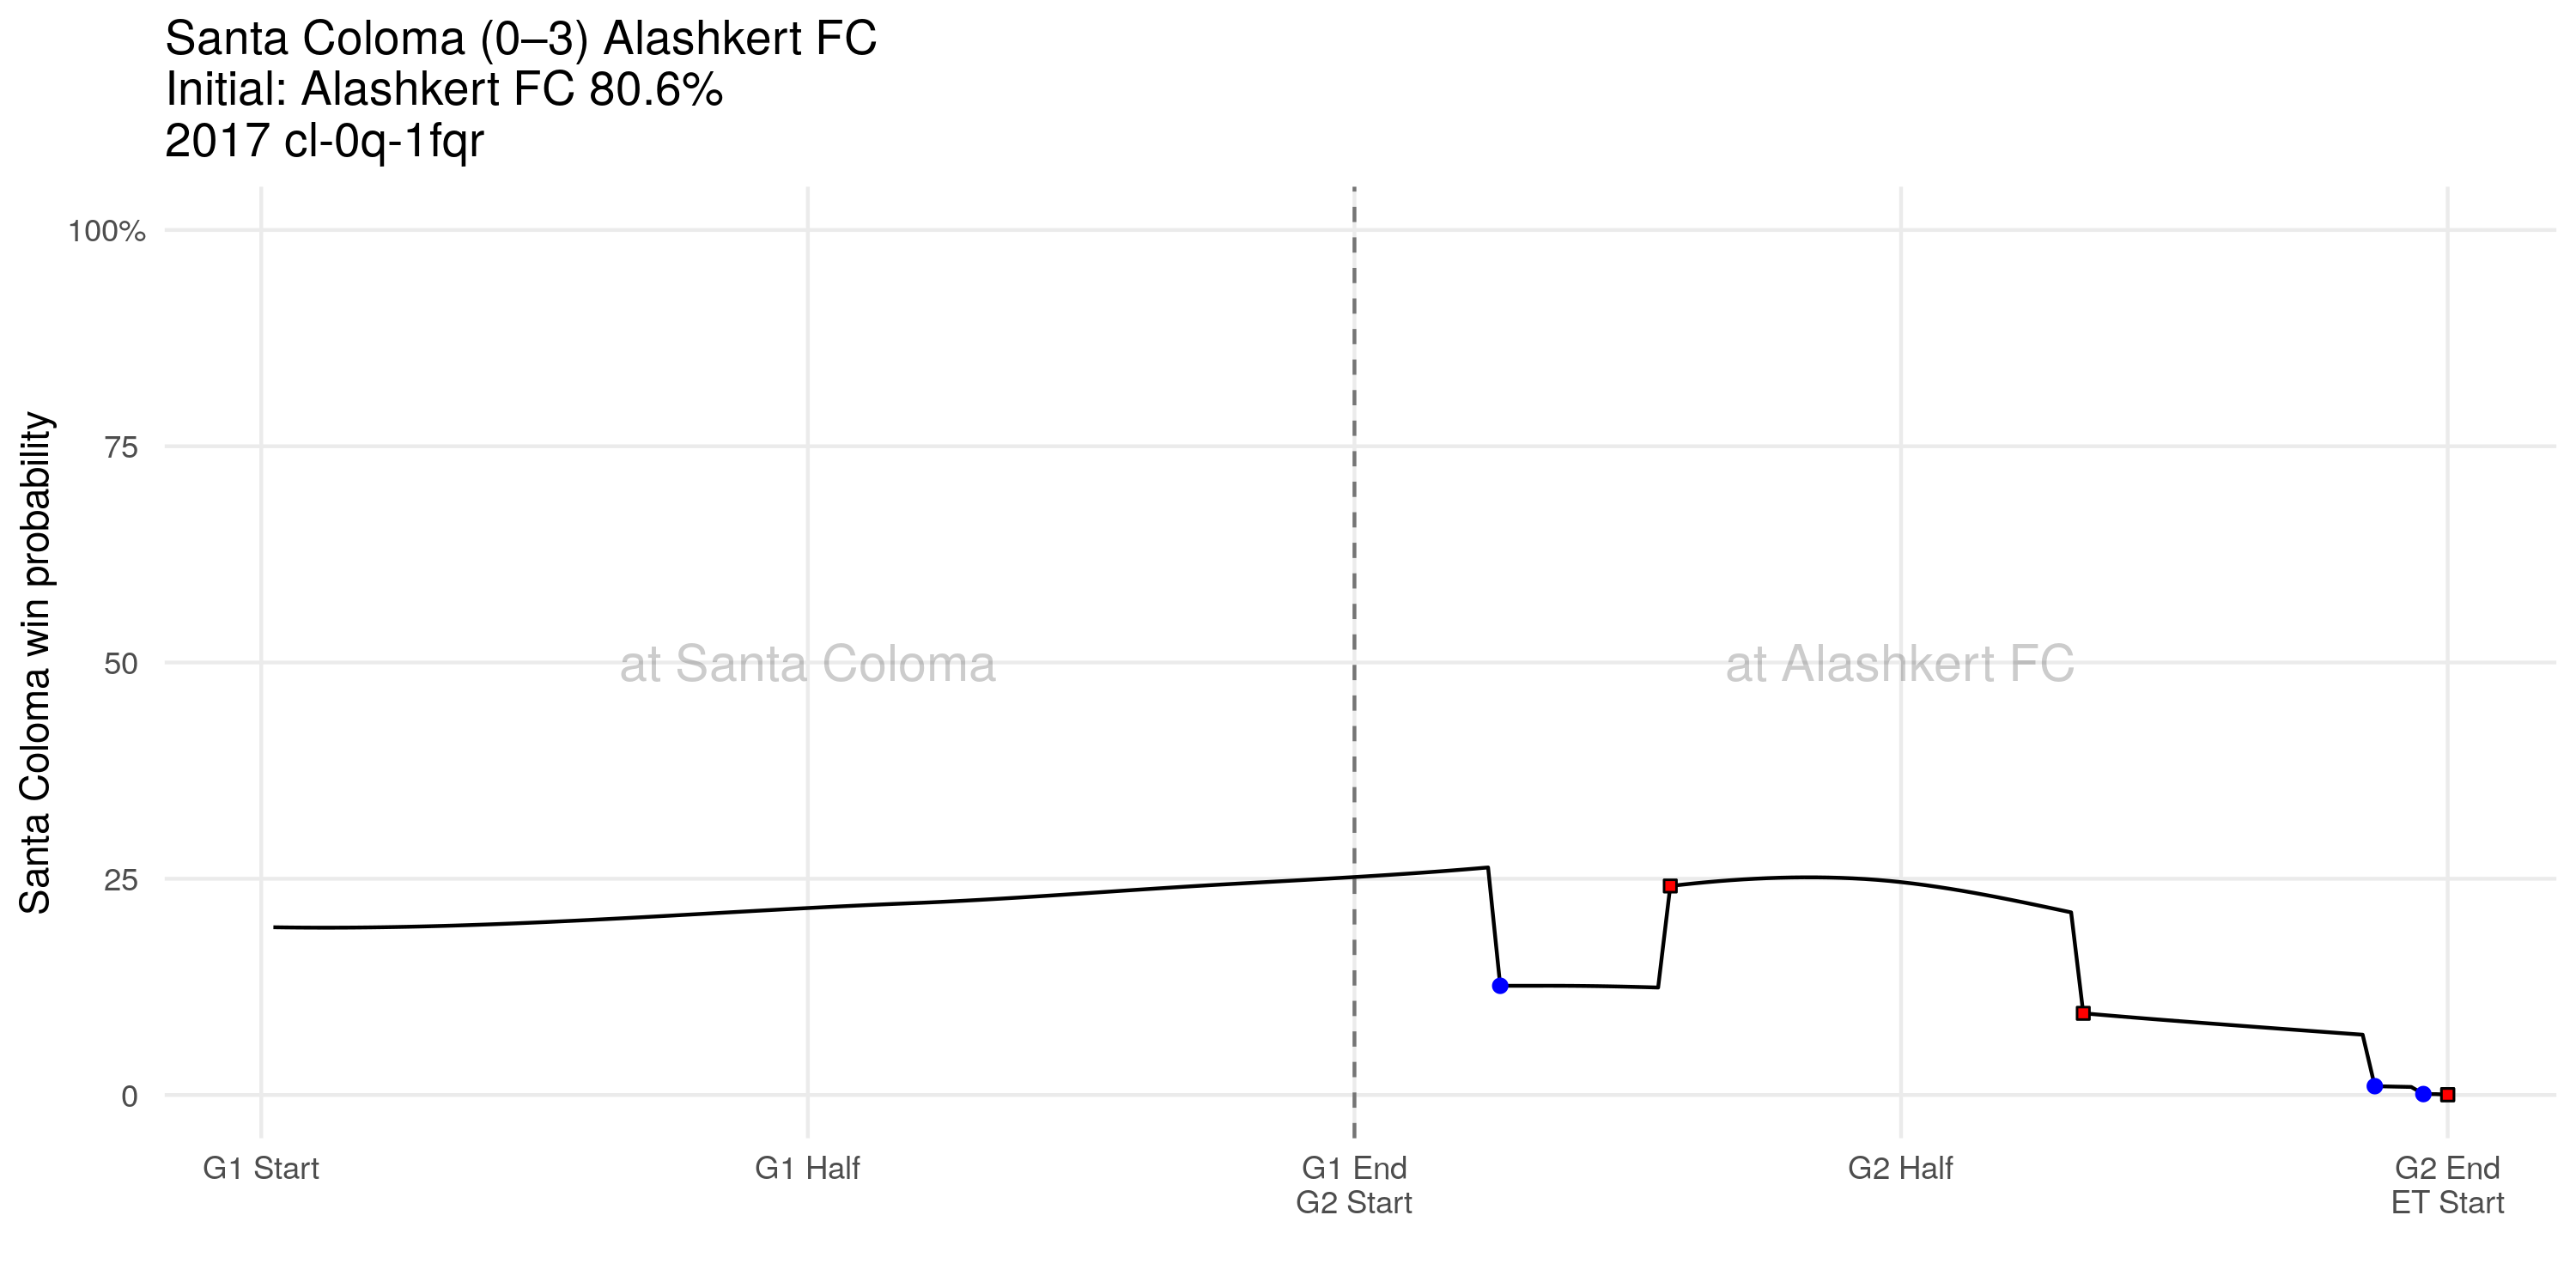 Santa Coloma (0–3) Alashkert FC
Initial: Alashkert FC 80.6%
2017 cl-0q-1fqr
Santa Coloma win probability
100%
75
50
25
0
at Santa Coloma
at Alashkert FC
G1 Start
G1 Half
G1 End
G2 Start
G2 Half
G2 End
ET Start